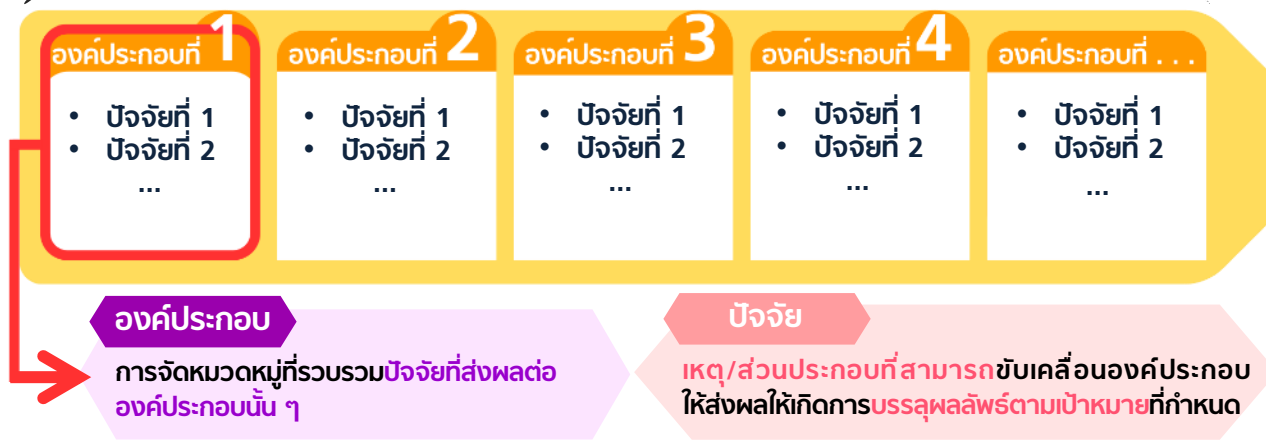 องค์ประกอบที่ 1
• ปัจจัยที่ 1
• ปัจจัยที่ 2
...
องค์ประกอบที่ 2
• ปัจจัยที่ 1
• ปัจจัยที่ 2
...
องค์ประกอบที่ 3
• ปัจจัยที่ 1
• ปัจจัยที่ 2
...
องค์ประกอบที่ 4
• ปัจจัยที่ 1
• ปัจจัยที่ 2
...
องค์ประกอบที่ . . .
• ปัจจัยที่ 1
• ปัจจัยที่ 2
...
องค์ประกอบ
การจัดหมวดหมู่ที่รวบรวมปัจจัยที่ส่งผลต่อ
องค์ประกอบนั้น ๆ
ปัจจัย
เหตุ/ส่วนประกอบที่สามารถขับเคลื่อนองค์ประกอบ
ให้ส่งผลให้เกิดการบรรลุผลลัพธ์ตามเป้าหมายที่กำหนด